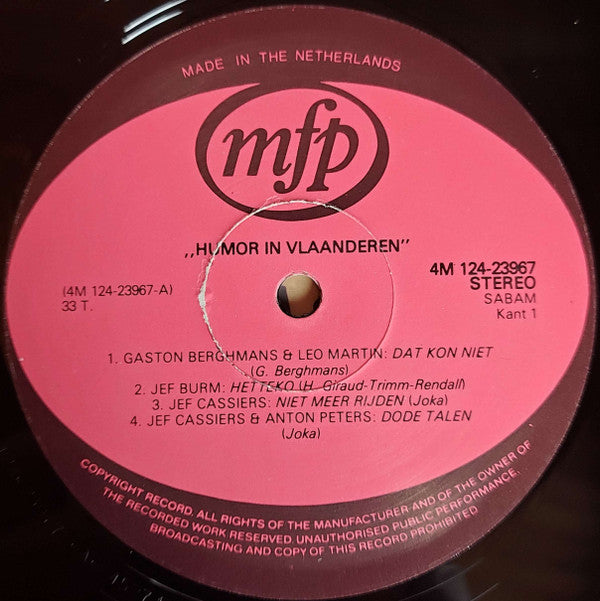 MADE IN THE NETHERLANDS
mfp
,,HUMOR IN VLAANDEREN"
4M 124-23967
STEREO
SABAM
Kant 1
(4M 124-23967-A)
33 T.
1. GASTON BERGHMANS & LEO MARTIN: DAT KON NIET
(G. Berghmans)
2. JEF BURM: HETTEKO (H. Giraud-Trimm-Rendall)
3. JEF CASSIERS: NIET MEER RIJDEN (Joka)
4. JEF CASSIERS & ANTON PETERS: DODE TALEN
(Joka)
COPYRIGHT RECORD. ALL RIGHTS OF THE MANUFACTURER AND OF THE OWNER OF
THE RECORDED WORK RESERVED. UNAUTHORISED PUBLIC PERFORMANCE,
BROADCASTING AND COPY OF THIS RECORD PROHIBITED